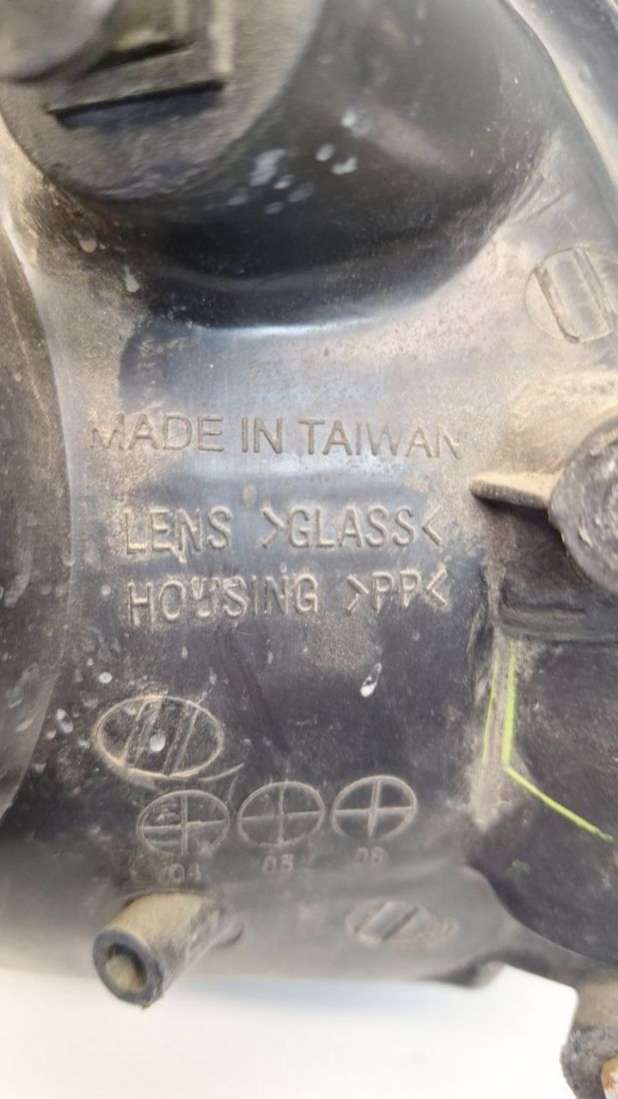 MADE IN TAIWAN
LENS >GLASS<
HOUSING >PP<
04 05 06